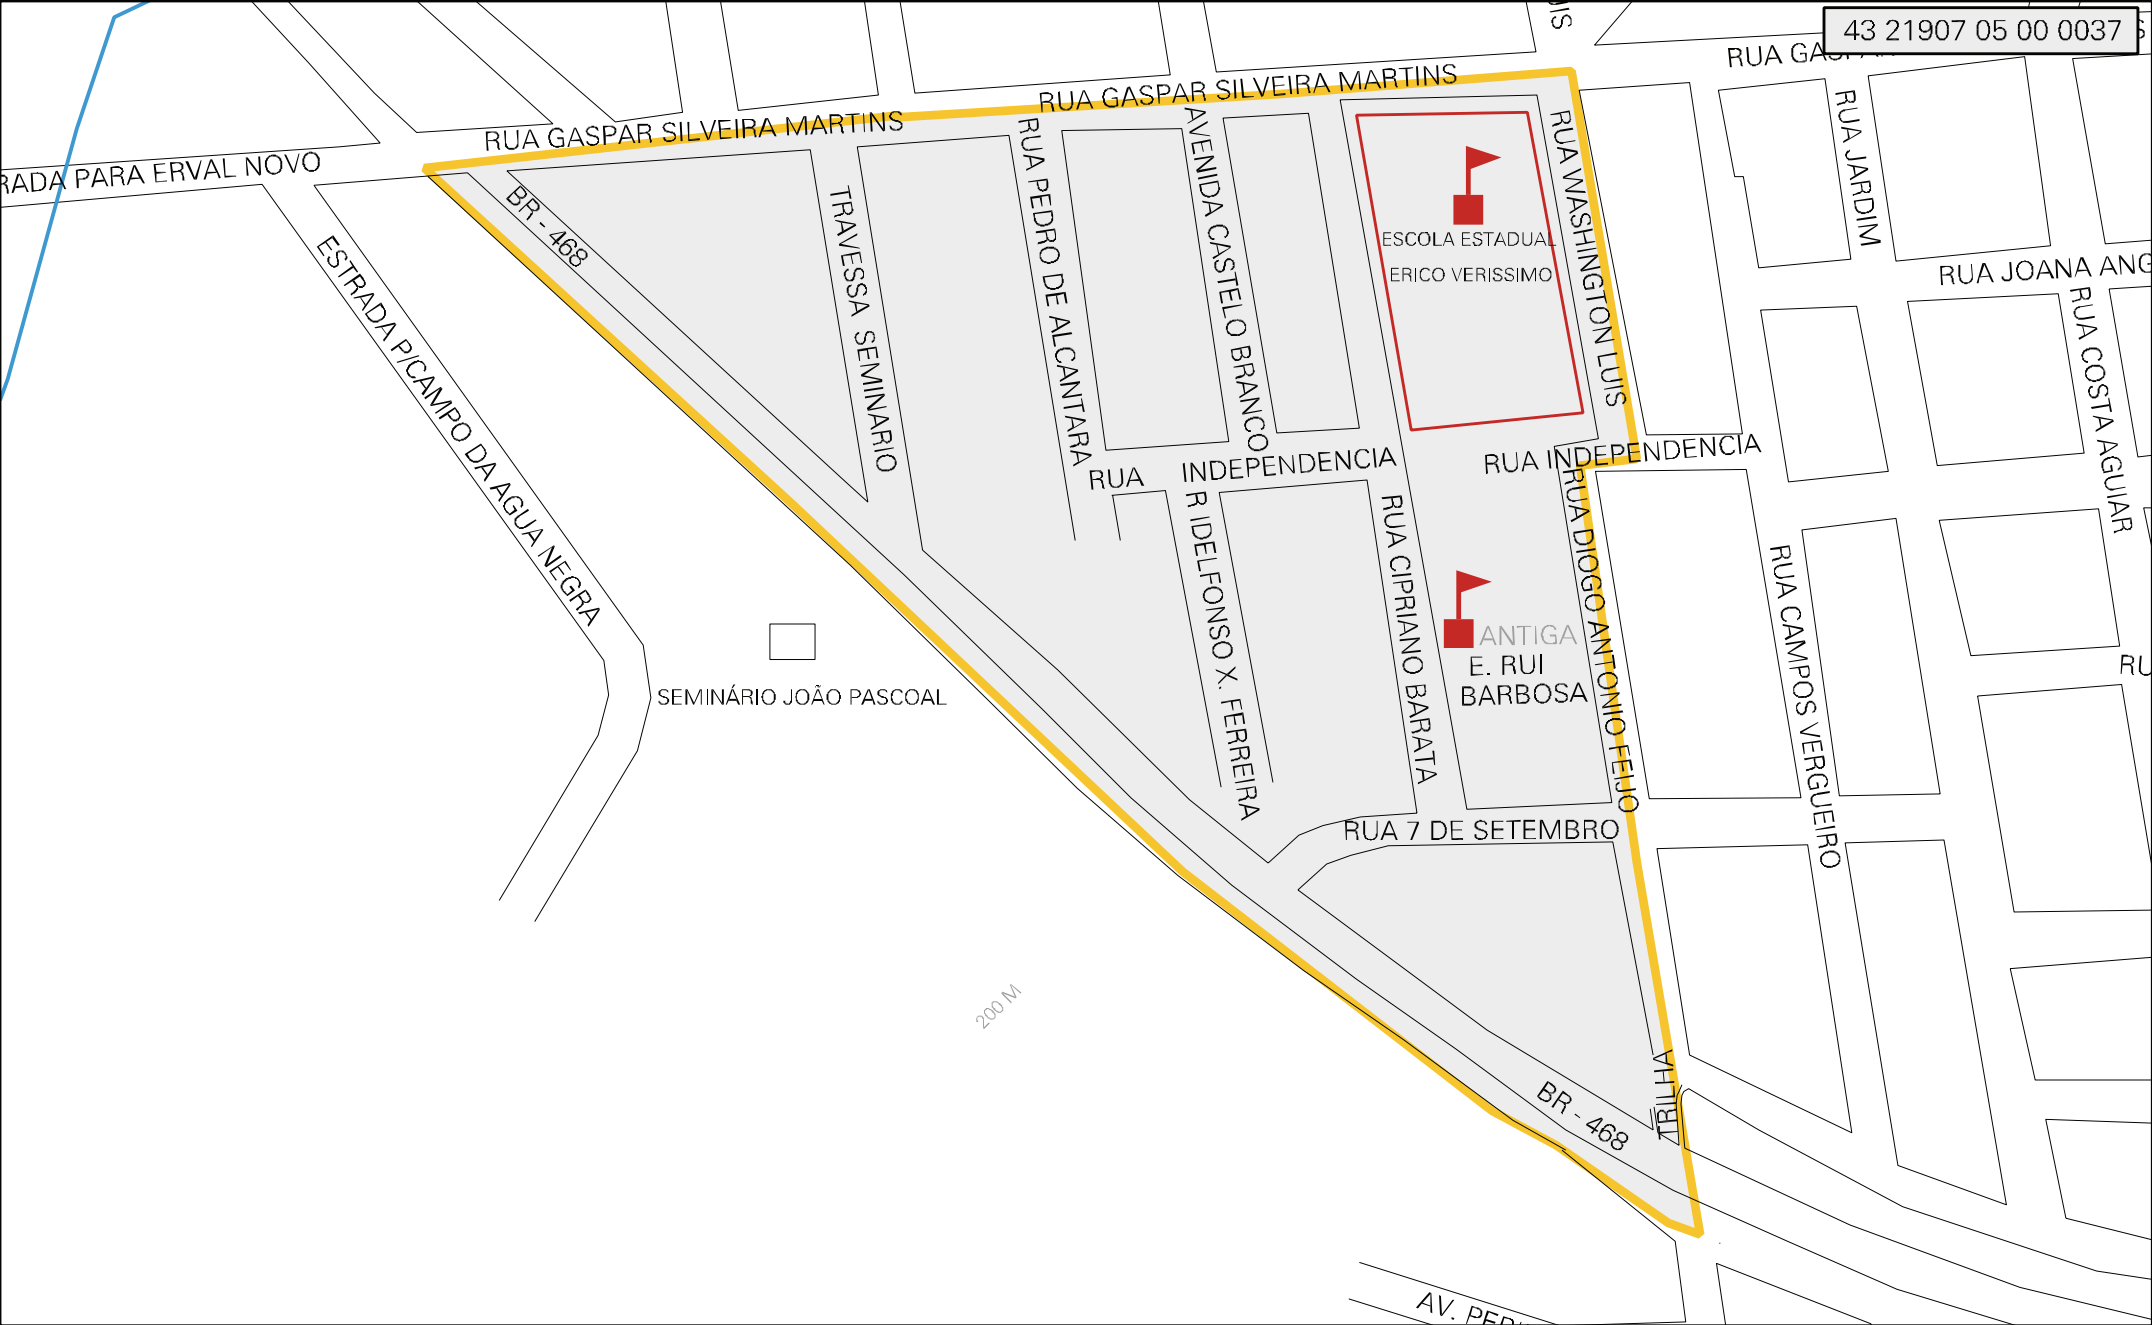 43 21907 05 00 0037
RUA GASPAR SILVEIRA MARTINS
RUA GASPAR SILVEIRA MARTINS
PARA ERVAL NOVO
BR - 468
ESTRADA P/CAMPO DA AGUA NEGRA
TRAVESSA SEMINARIO
RUA PEDRO DE ALCANTARA
AVENIDA CASTELO BRANCO
ESCOLA ESTADUAL
ERICO VERISSIMO
RUA WASHINGTON LUIS
RUA JARDIM
RUA JOANA
RUA COSTA AGUIAR
RUA INDEPENDENCIA
RUA INDEPENDENCIA
R IDELFONSO X. FERREIRA
RUA CIPRIANO BARATA
RUA DIOGO ANTONIO FEIJO
RUA CAMPOS VERGUEIRO
ANTIGA
E. RUI
BARBOSA
SEMINÁRIO JOÃO PASCOAL
RUA 7 DE SETEMBRO
200 M
TRILHA
BR - 468
AV.